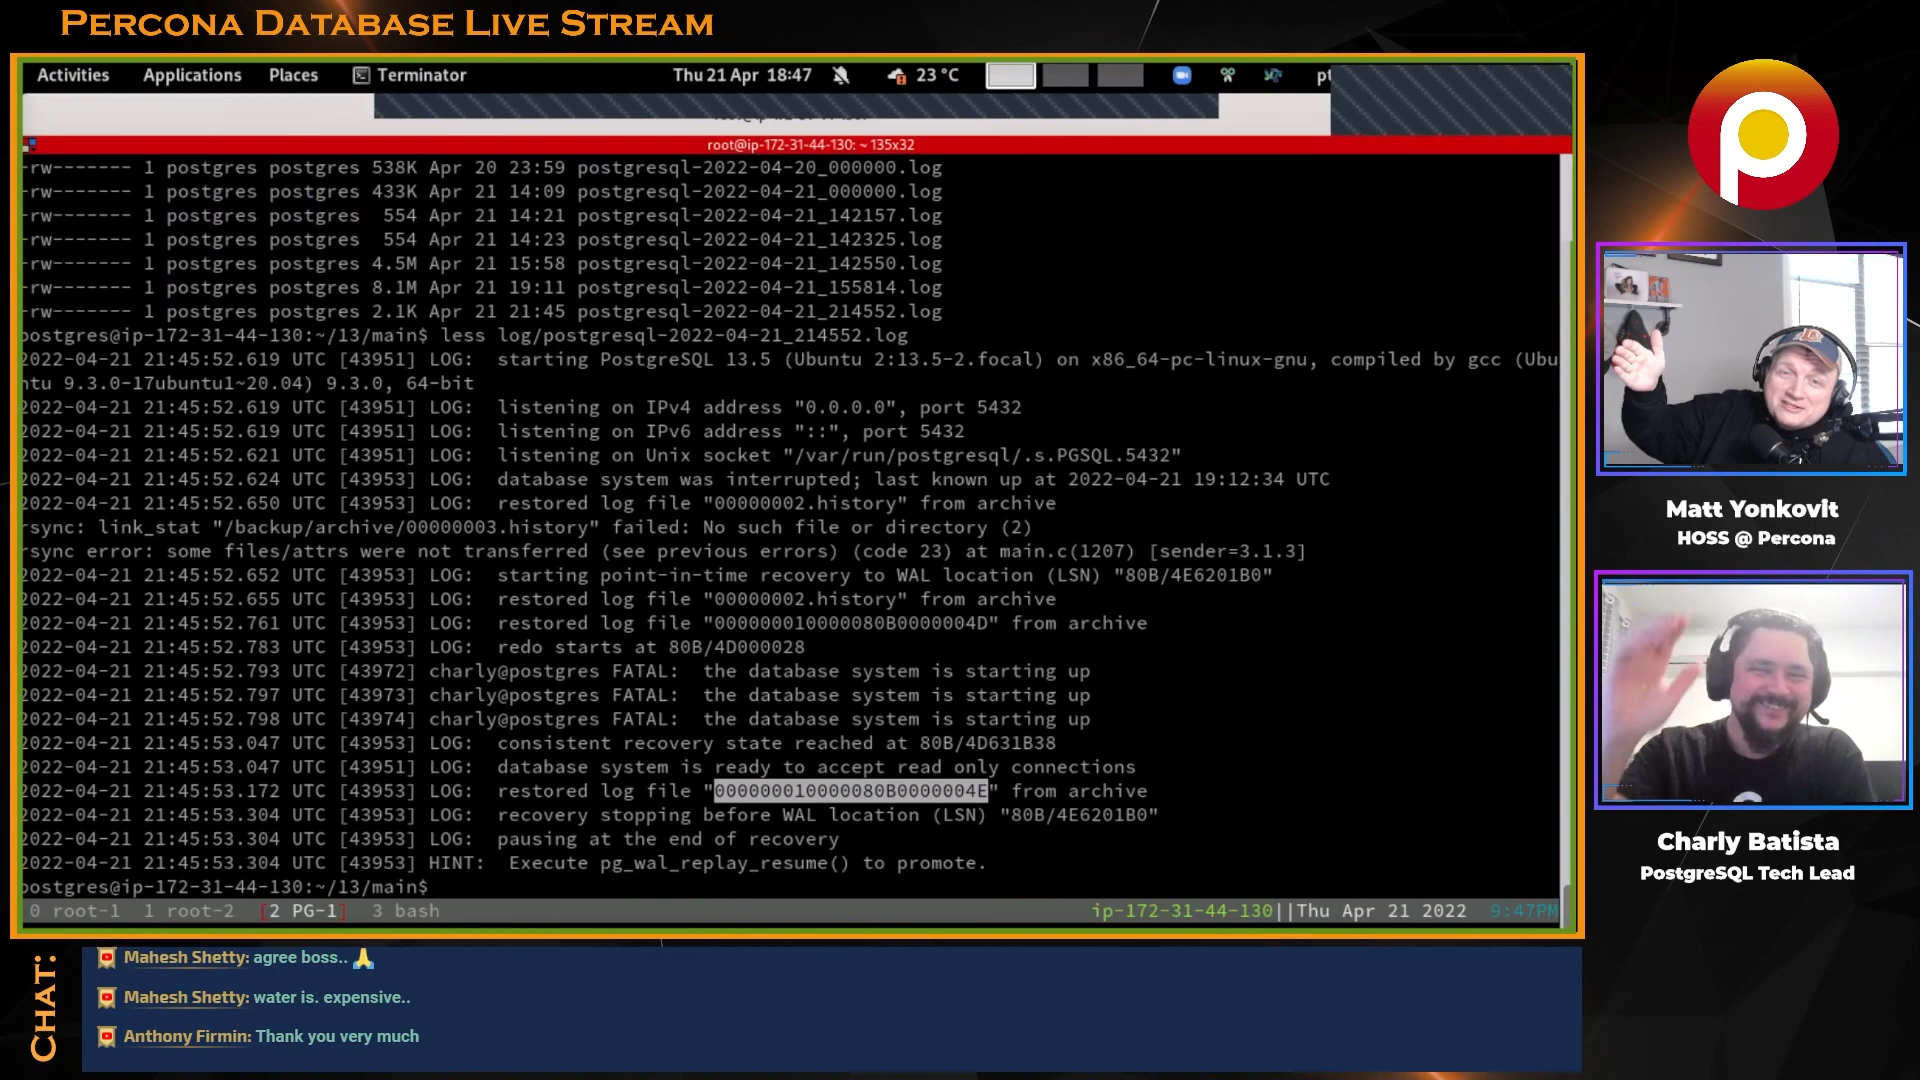 PERCONA DATABASE LIVE STREAM
Activities Applications Places Terminator Thu 21 Apr 18:47 23 °C pt
root@ip-172-31-44-130: ~ 135x32
-rw------- 1 postgres postgres 538K Apr 20 23:59 postgresql-2022-04-20_000000.log
-rw------- 1 postgres postgres 433K Apr 21 14:09 postgresql-2022-04-21_000000.log
-rw------- 1 postgres postgres  554 Apr 21 14:21 postgresql-2022-04-21_142157.log
-rw------- 1 postgres postgres  554 Apr 21 14:23 postgresql-2022-04-21_142325.log
-rw------- 1 postgres postgres 4.5M Apr 21 15:58 postgresql-2022-04-21_142550.log
-rw------- 1 postgres postgres 8.1M Apr 21 19:11 postgresql-2022-04-21_155814.log
-rw------- 1 postgres postgres 2.1K Apr 21 21:45 postgresql-2022-04-21_214552.log
postgres@ip-172-31-44-130:~/13/main$ less log/postgresql-2022-04-21_214552.log
2022-04-21 21:45:52.619 UTC [43951] LOG:  starting PostgreSQL 13.5 (Ubuntu 2:13.5-2.focal) on x86_64-pc-linux-gnu, compiled by gcc (Ubu
ntu 9.3.0-17ubuntu1~20.04) 9.3.0, 64-bit
2022-04-21 21:45:52.619 UTC [43951] LOG:  listening on IPv4 address "0.0.0.0", port 5432
2022-04-21 21:45:52.619 UTC [43951] LOG:  listening on IPv6 address "::", port 5432
2022-04-21 21:45:52.621 UTC [43951] LOG:  listening on Unix socket "/var/run/postgresql/.s.PGSQL.5432"
2022-04-21 21:45:52.624 UTC [43953] LOG:  database system was interrupted; last known up at 2022-04-21 19:12:34 UTC
2022-04-21 21:45:52.650 UTC [43953] LOG:  restored log file "00000002.history" from archive
rsync: link_stat "/backup/archive/00000003.history" failed: No such file or directory (2)
rsync error: some files/attrs were not transferred (see previous errors) (code 23) at main.c(1207) [sender=3.1.3]
2022-04-21 21:45:52.652 UTC [43953] LOG:  starting point-in-time recovery to WAL location (LSN) "80B/4E6201B0"
2022-04-21 21:45:52.655 UTC [43953] LOG:  restored log file "00000002.history" from archive
2022-04-21 21:45:52.761 UTC [43953] LOG:  restored log file "000000010000080B0000004D" from archive
2022-04-21 21:45:52.783 UTC [43953] LOG:  redo starts at 80B/4D000028
2022-04-21 21:45:52.793 UTC [43972] charly@postgres FATAL:  the database system is starting up
2022-04-21 21:45:52.797 UTC [43973] charly@postgres FATAL:  the database system is starting up
2022-04-21 21:45:52.798 UTC [43974] charly@postgres FATAL:  the database system is starting up
2022-04-21 21:45:53.047 UTC [43953] LOG:  consistent recovery state reached at 80B/4D631B38
2022-04-21 21:45:53.047 UTC [43951] LOG:  database system is ready to accept read only connections
2022-04-21 21:45:53.172 UTC [43953] LOG:  restored log file "000000010000080B0000004E" from archive
2022-04-21 21:45:53.304 UTC [43953] LOG:  recovery stopping before WAL location (LSN) "80B/4E6201B0"
2022-04-21 21:45:53.304 UTC [43953] LOG:  pausing at the end of recovery
2022-04-21 21:45:53.304 UTC [43953] HINT:  Execute pg_wal_replay_resume() to promote.
postgres@ip-172-31-44-130:~/13/main$
0 root-1  1 root-2  [2 PG-1]  3 bash ip-172-31-44-130||Thu Apr 21 2022  9:47PM
Matt Yonkovit
HOSS @ Percona
Charly Batista
PostgreSQL Tech Lead
CHAT:
Mahesh Shetty: agree boss.. 🙏
Mahesh Shetty: water is. expensive..
Anthony Firmin: Thank you very much